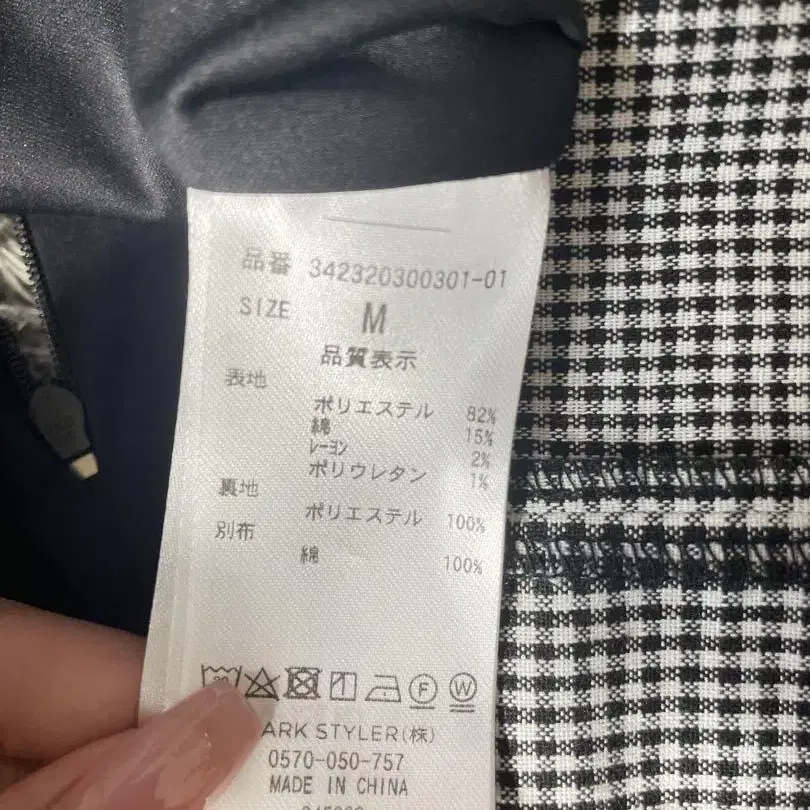 品番 342320300301-01
SIZE M
品質表示
表地
ポリエステル 82%
綿 15%
レーヨン 2%
ポリウレタン 1%
裏地
ポリエステル 100%
別布
綿 100%
F W
ARK STYLER(株)
0570-050-757
MADE IN CHINA